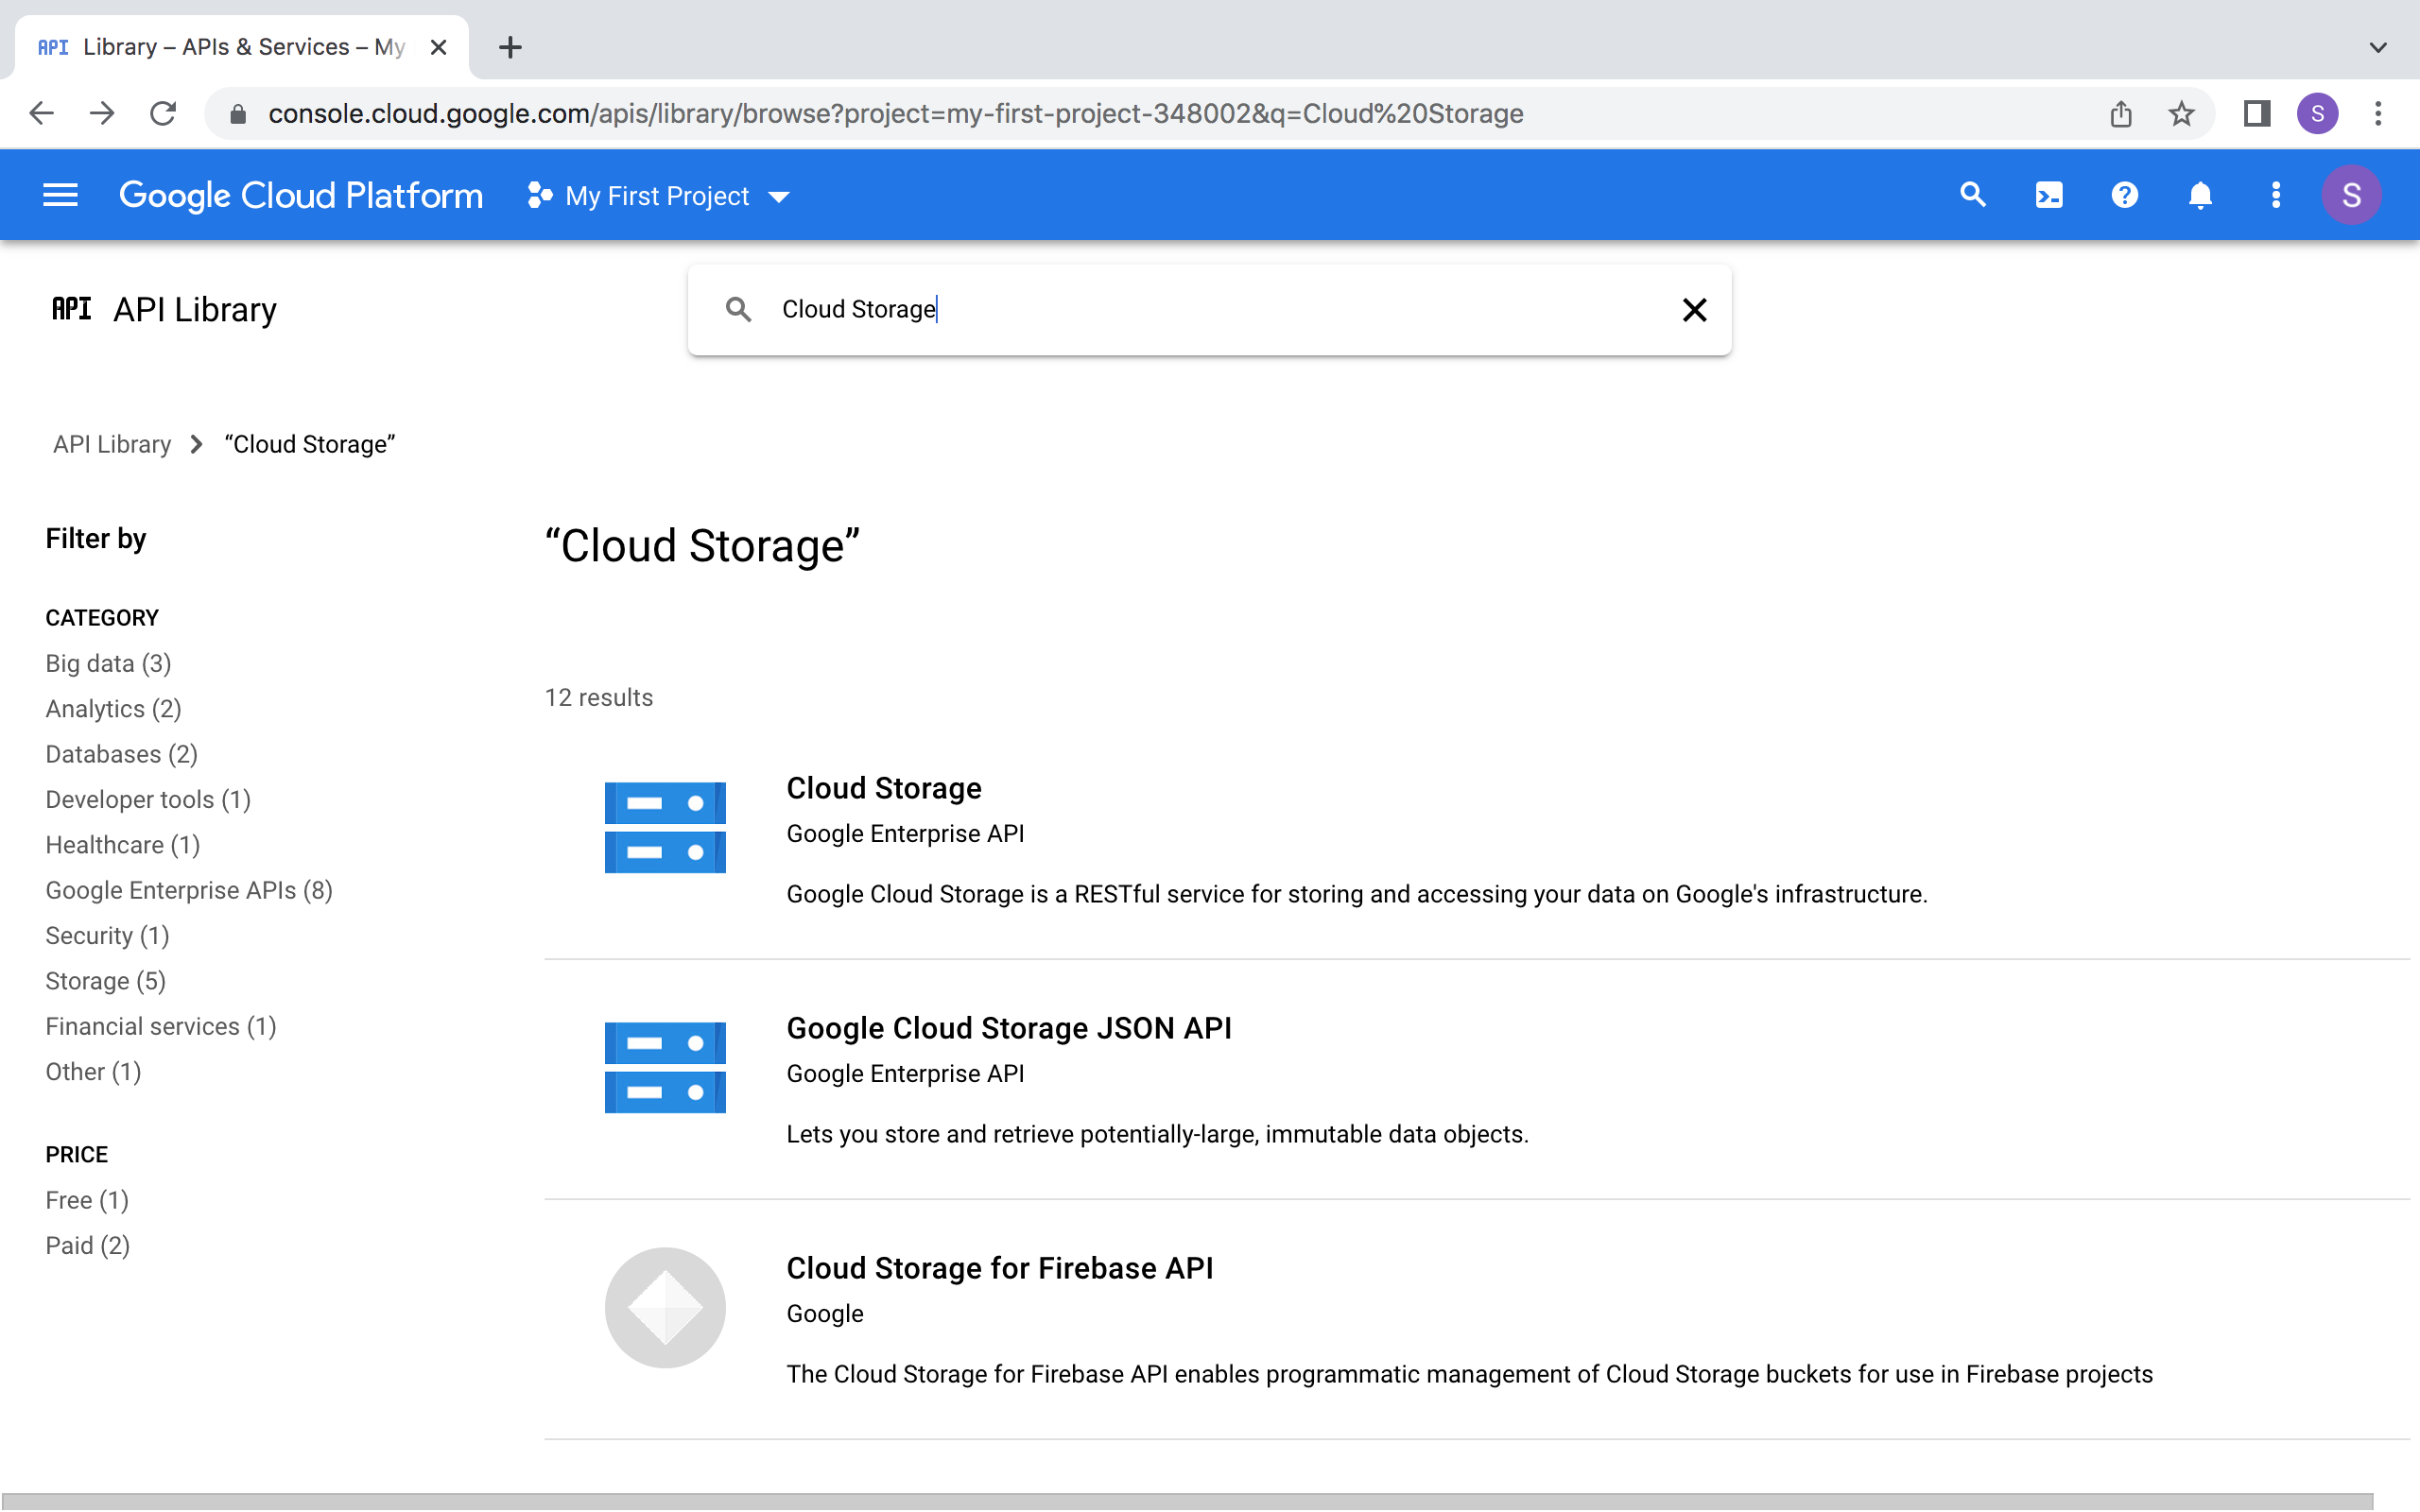 API Library – APIs & Services – My
console.cloud.google.com/apis/library/browse?project=my-first-project-348002&q=Cloud%20Storage
S
Google Cloud Platform
My First Project
S
API API Library
Cloud Storage
API Library
“Cloud Storage”
Filter by
CATEGORY
Big data (3)
Analytics (2)
Databases (2)
Developer tools (1)
Healthcare (1)
Google Enterprise APIs (8)
Security (1)
Storage (5)
Financial services (1)
Other (1)
PRICE
Free (1)
Paid (2)
“Cloud Storage”
12 results
Cloud Storage
Google Enterprise API
Google Cloud Storage is a RESTful service for storing and accessing your data on Google's infrastructure.
Google Cloud Storage JSON API
Google Enterprise API
Lets you store and retrieve potentially-large, immutable data objects.
Cloud Storage for Firebase API
Google
The Cloud Storage for Firebase API enables programmatic management of Cloud Storage buckets for use in Firebase projects